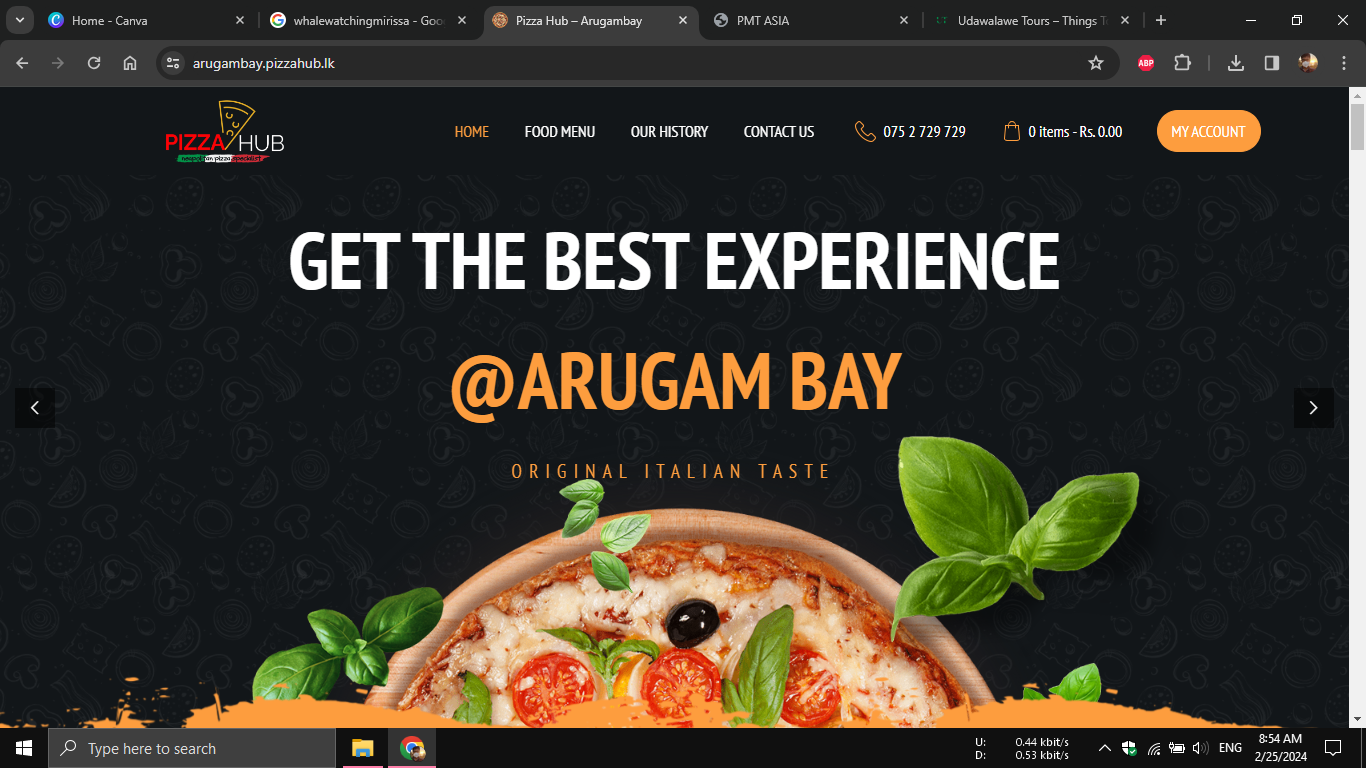 Home - Canva
whalewatchingmirissa - Goo
Pizza Hub – Arugambay
PMT ASIA
Udawalawe Tours – Things T
arugambay.pizzahub.lk
ABP
PIZZA HUB
neapolitan pizza specialist
HOME
FOOD MENU
OUR HISTORY
CONTACT US
075 2 729 729
0 items - Rs. 0.00
MY ACCOUNT
GET THE BEST EXPERIENCE
@ARUGAM BAY
ORIGINAL ITALIAN TASTE
Type here to search
U: 0.44 kbit/s
D: 0.53 kbit/s
ENG
8:54 AM
2/25/2024